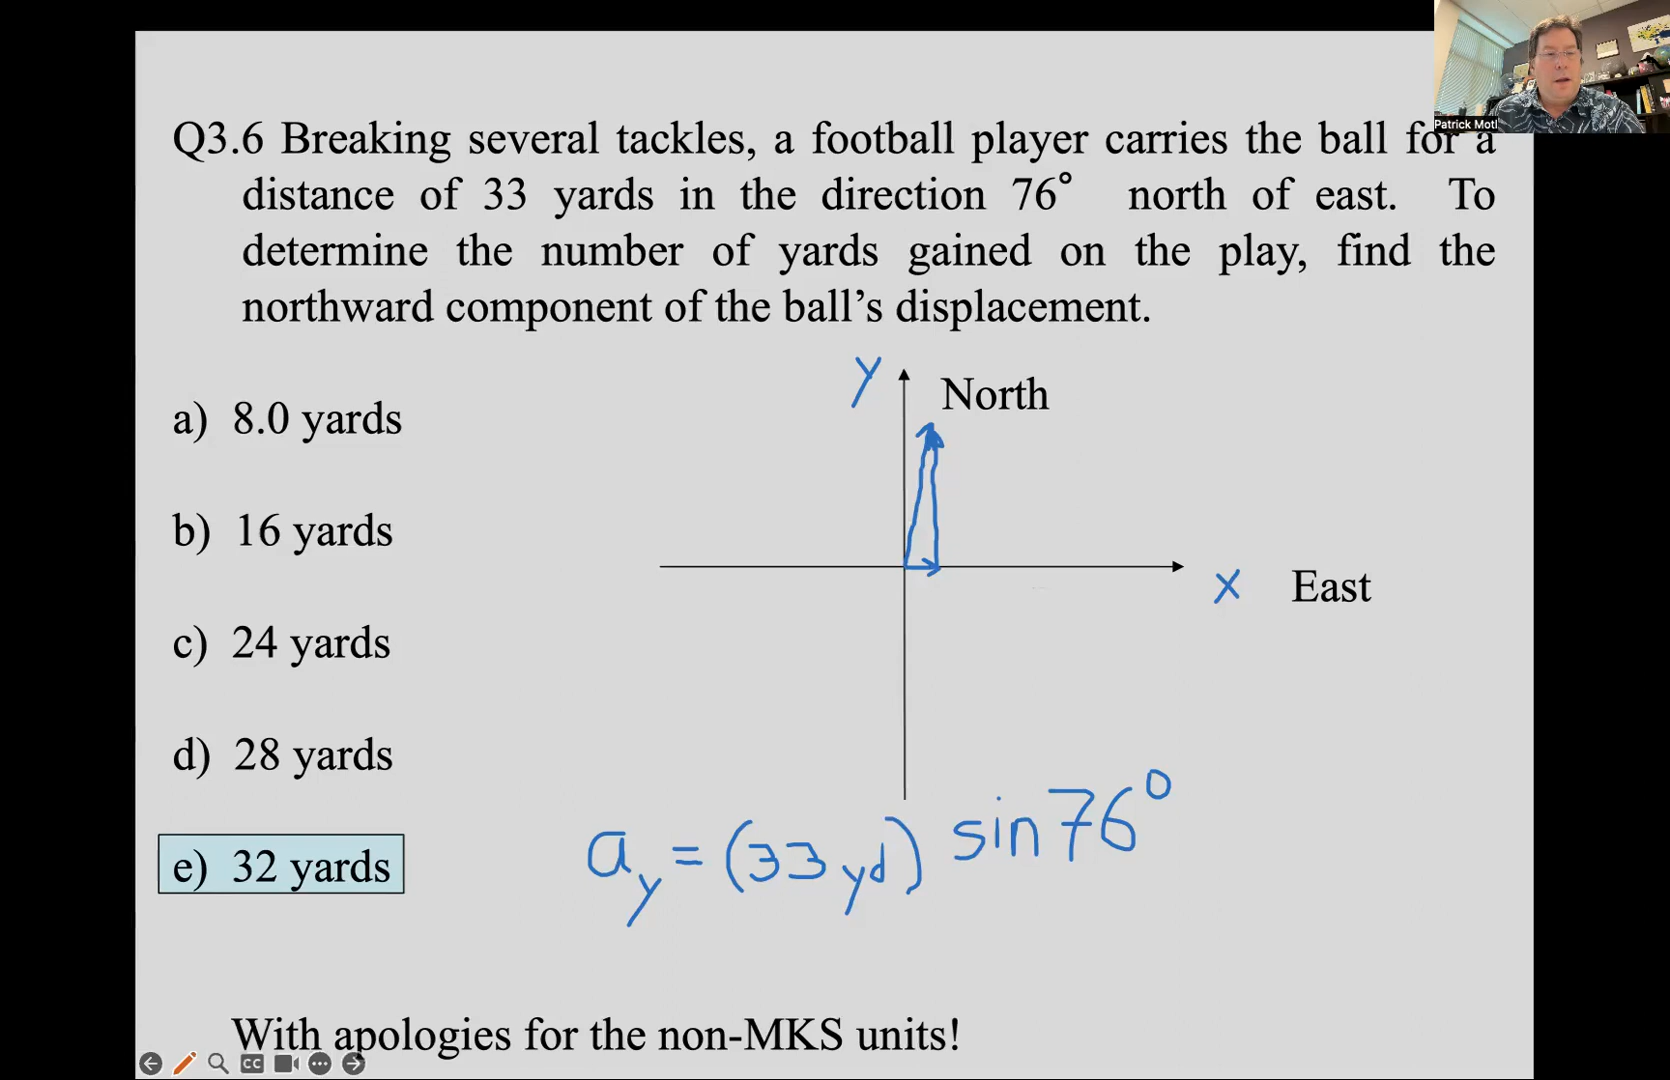 Patrick Motl
Q3.6 Breaking several tackles, a football player carries the ball for a
distance of 33 yards in the direction 76° north of east. To
determine the number of yards gained on the play, find the
northward component of the ball’s displacement.
y
North
a) 8.0 yards
b) 16 yards
x East
c) 24 yards
d) 28 yards
e) 32 yards
a_y = (33 yd) sin 76°
With apologies for the non-MKS units!
CC